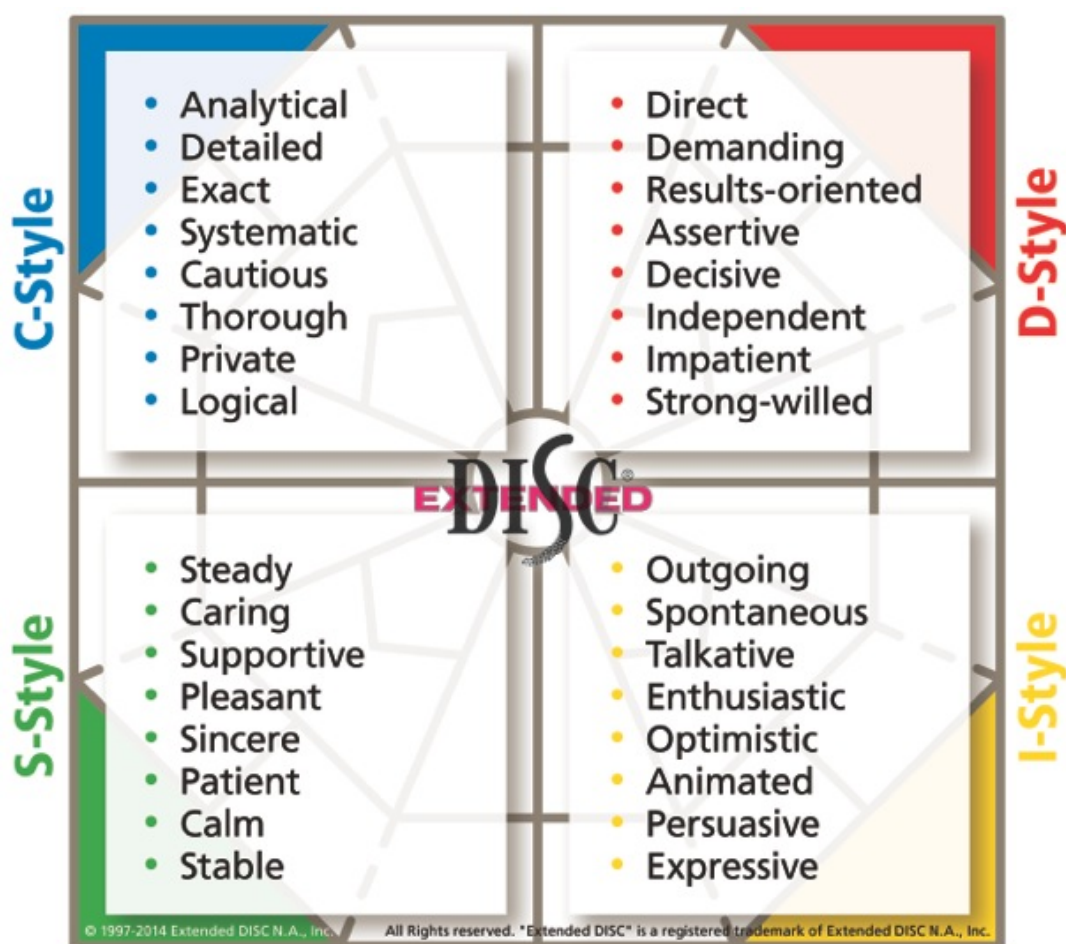 C-Style
Analytical
Detailed
Exact
Systematic
Cautious
Thorough
Private
Logical
D-Style
Direct
Demanding
Results-oriented
Assertive
Decisive
Independent
Impatient
Strong-willed
DISC®
EXTENDED
S-Style
Steady
Caring
Supportive
Pleasant
Sincere
Patient
Calm
Stable
I-Style
Outgoing
Spontaneous
Talkative
Enthusiastic
Optimistic
Animated
Persuasive
Expressive
© 1997-2014 Extended DISC N.A., Inc.
All Rights reserved. "Extended DISC" is a registered trademark of Extended DISC N.A., Inc.